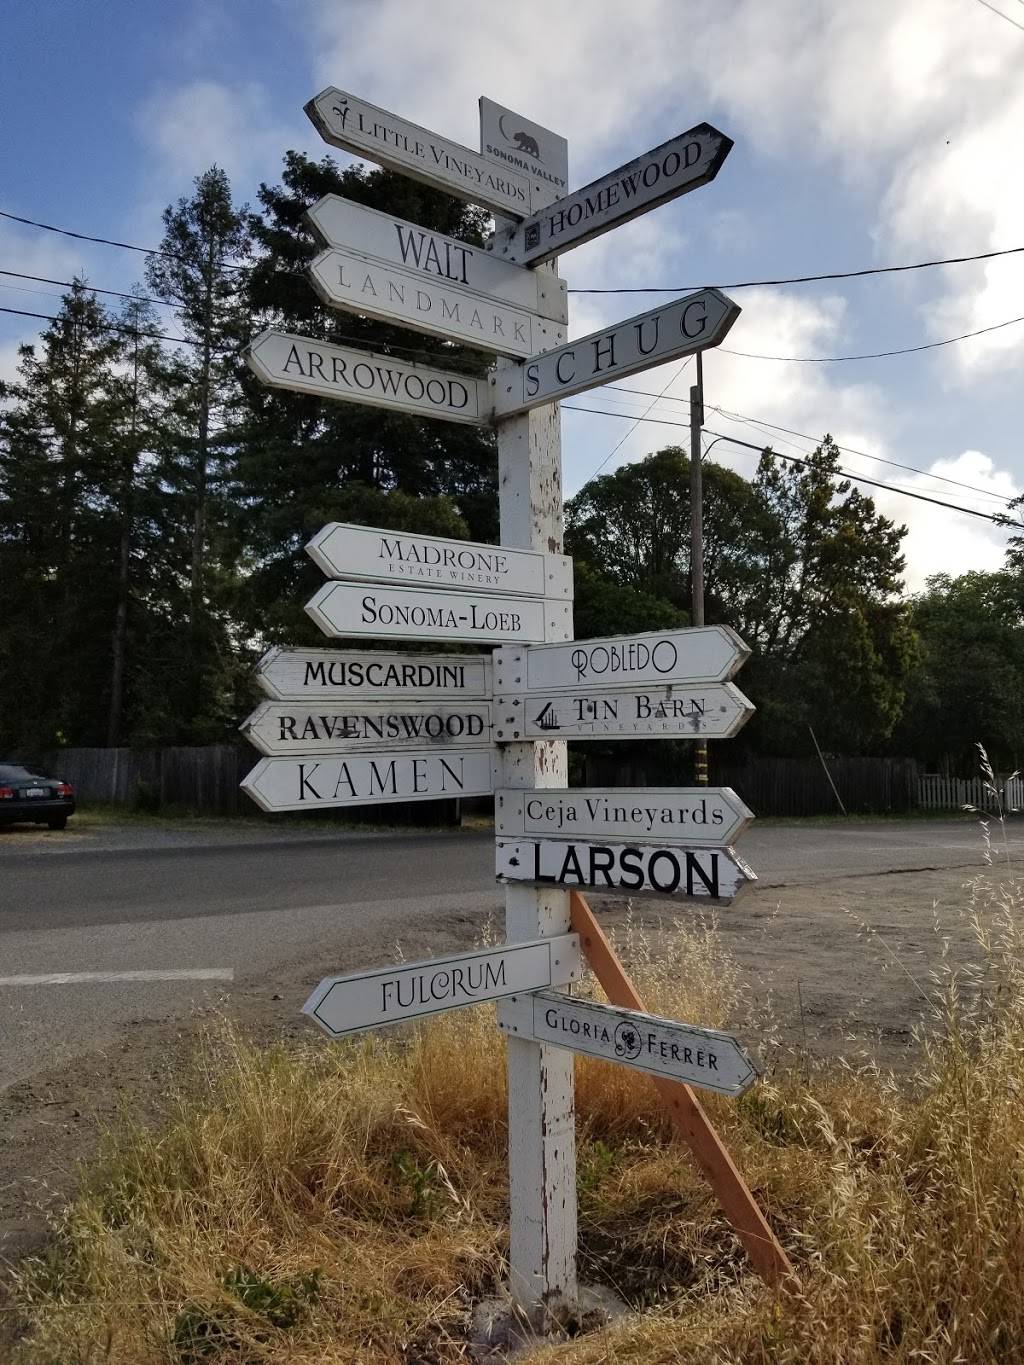 SONOMA VALLEY
LITTLE VINEYARDS
HOMEWOOD
WALT
LANDMARK
SCHUG
ARROWOOD
MADRONE
ESTATE WINERY
SONOMA-LOEB
MUSCARDINI
ROBLEDO
RAVENSWOOD
TIN BARN
VINEYARDS
KAMEN
Ceja Vineyards
LARSON
FULCRUM
GLORIA FERRER